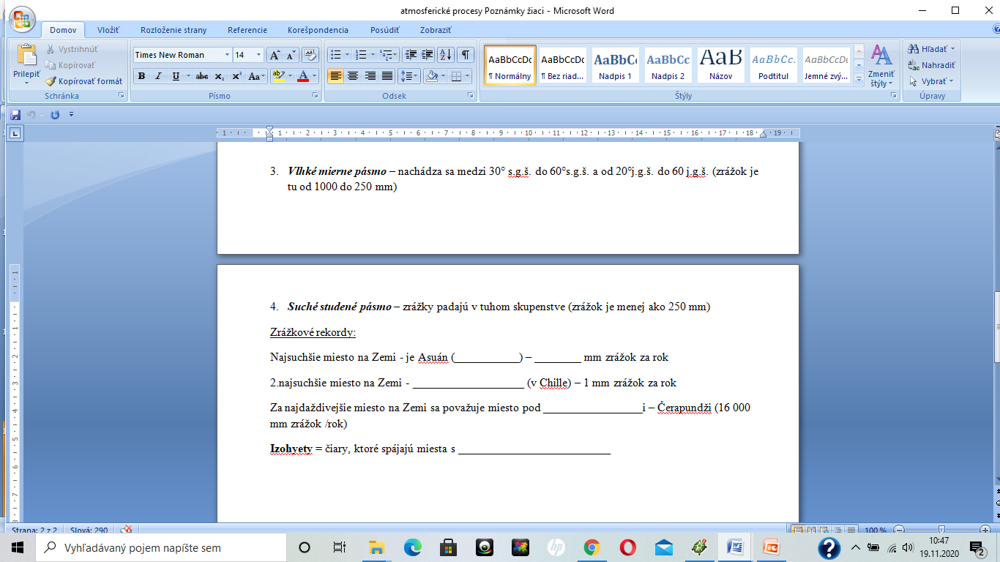 atmosferické procesy Poznámky žiaci - Microsoft Word
Domov Vložiť Rozloženie strany Referencie Korešpondencia Posúdiť Zobraziť
Prilepiť
Vystrihnúť
Kopírovať
Kopírovať formát
Schránka
Times New Roman 14
Písmo
Odsek
AaBbCcDc AaBbCcDc AaBbC AaBbCc AaB AaBbCc. AaBbCcDc
¶ Normálny ¶ Bez riad... Nadpis 1 Nadpis 2 Názov Podtitul Jemné zvý...
Zmeniť štýly
Štýly
Hľadať
Nahradiť
Vybrať
Úpravy
3. Vlhké mierne pásmo – nachádza sa medzi 30° s.g.š. do 60°s.g.š. a od 20°j.g.š. do 60 j.g.š. (zrážok je
tu od 1000 do 250 mm)
4. Suché studené pásmo – zrážky padajú v tuhom skupenstve (zrážok je menej ako 250 mm)
Zrážkové rekordy:
Najsuchšie miesto na Zemi - je Asuán (___________) – ________ mm zrážok za rok
2.najsuchšie miesto na Zemi - ___________________ (v Chille) – 1 mm zrážok za rok
Za najdaždivejšie miesto na Zemi sa považuje miesto pod _________________i – Čerapundži (16 000
mm zrážok /rok)
Izohyety = čiary, ktoré spájajú miesta s __________________________
Strana: 2 z 2 Slová: 290 100 %
Vyhľadávaný pojem napíšte sem
10:47
19.11.2020